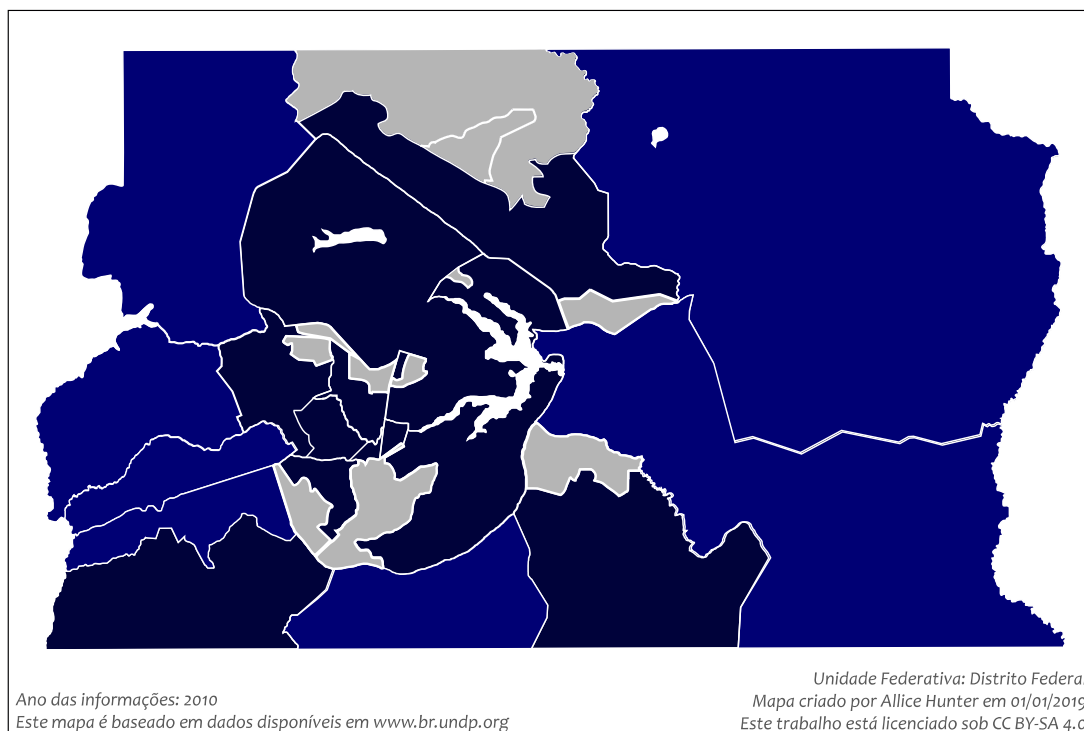 Ano das informações: 2010
Este mapa é baseado em dados disponíveis em www.br.undp.org
Unidade Federativa: Distrito Federal
Mapa criado por Allice Hunter em 01/01/2019
Este trabalho está licenciado sob CC BY-SA 4.0